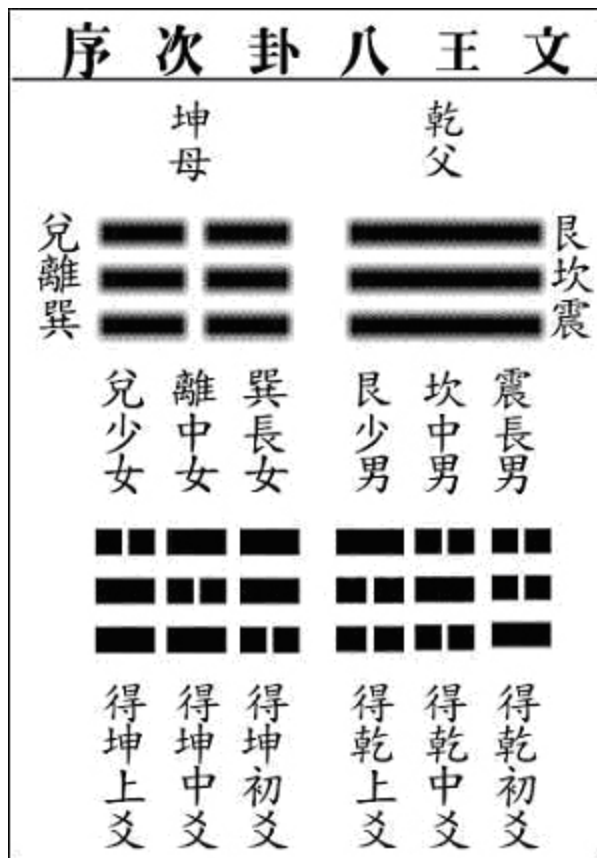 文王八卦次序
乾父
坤母
艮坎震
兌離巽
震長男
坎中男
艮少男
巽長女
離中女
兌少女
得乾初爻
得乾中爻
得乾上爻
得坤初爻
得坤中爻
得坤上爻